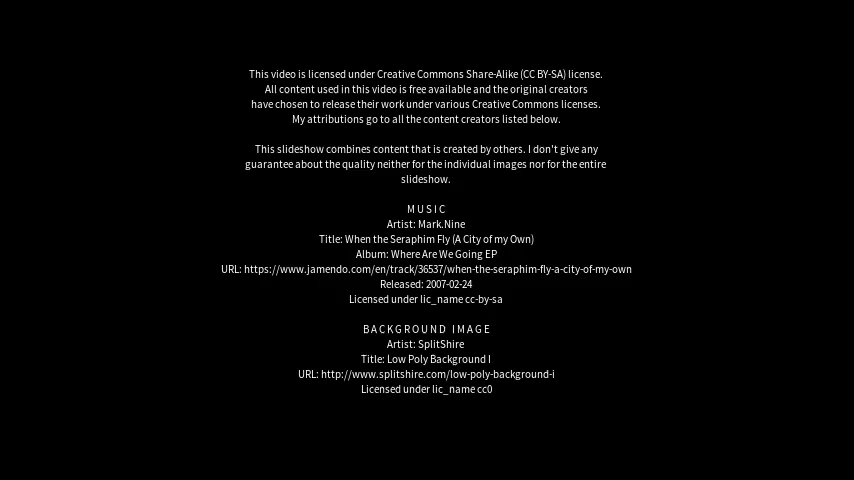 This video is licensed under Creative Commons Share-Alike (CC BY-SA) license.
All content used in this video is free available and the original creators
have chosen to release their work under various Creative Commons licenses.
My attributions go to all the content creators listed below.
This slideshow combines content that is created by others. I don't give any
guarantee about the quality neither for the individual images nor for the entire
slideshow.
MUSIC
Artist: Mark.Nine
Title: When the Seraphim Fly (A City of my Own)
Album: Where Are We Going EP
URL: https://www.jamendo.com/en/track/36537/when-the-seraphim-fly-a-city-of-my-own
Released: 2007-02-24
Licensed under lic_name cc-by-sa
BACKGROUND IMAGE
Artist: SplitShire
Title: Low Poly Background I
URL: http://www.splitshire.com/low-poly-background-i
Licensed under lic_name cc0